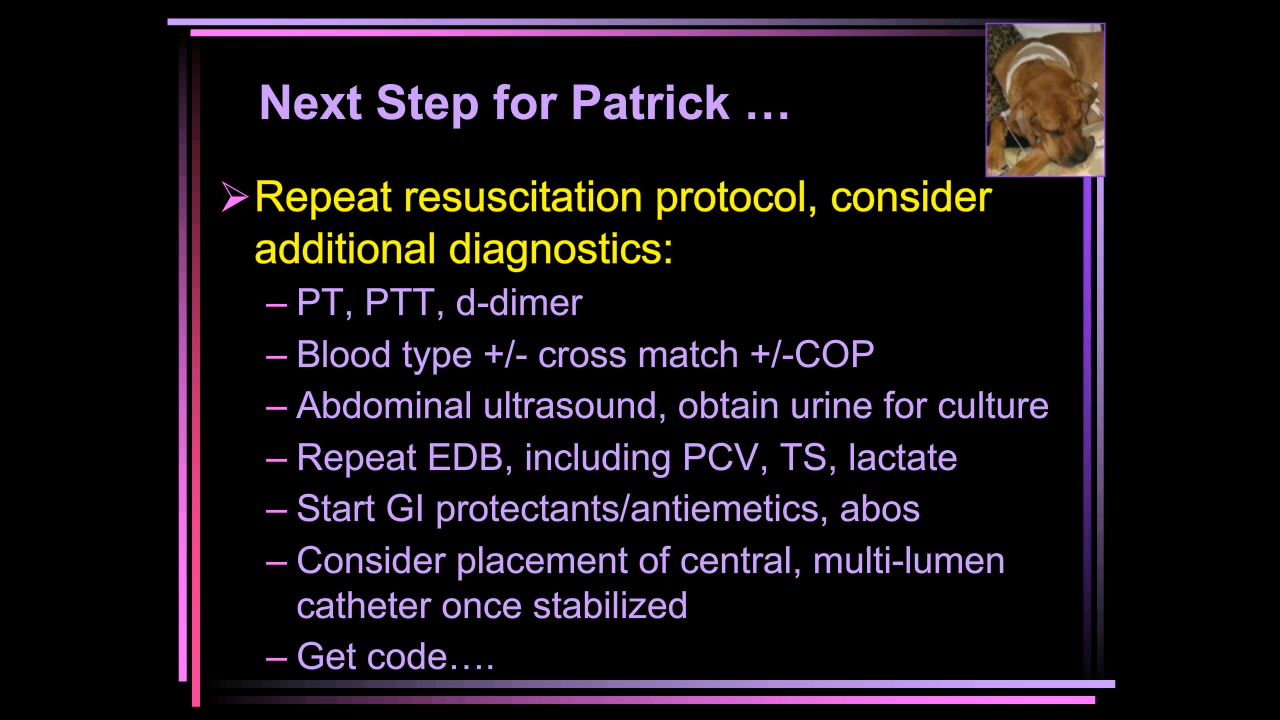 Next Step for Patrick …
Repeat resuscitation protocol, consider
additional diagnostics:
– PT, PTT, d-dimer
– Blood type +/- cross match +/-COP
– Abdominal ultrasound, obtain urine for culture
– Repeat EDB, including PCV, TS, lactate
– Start GI protectants/antiemetics, abos
– Consider placement of central, multi-lumen
catheter once stabilized
– Get code….